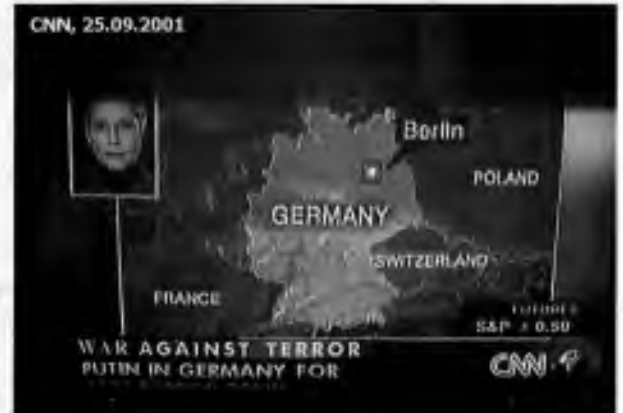 CNN, 25.09.2001
Berlin
POLAND
GERMANY
SWITZERLAND
FRANCE
FUTURES
S&P 0.50
WAR AGAINST TERROR
PUTIN IN GERMANY FOR
CNN